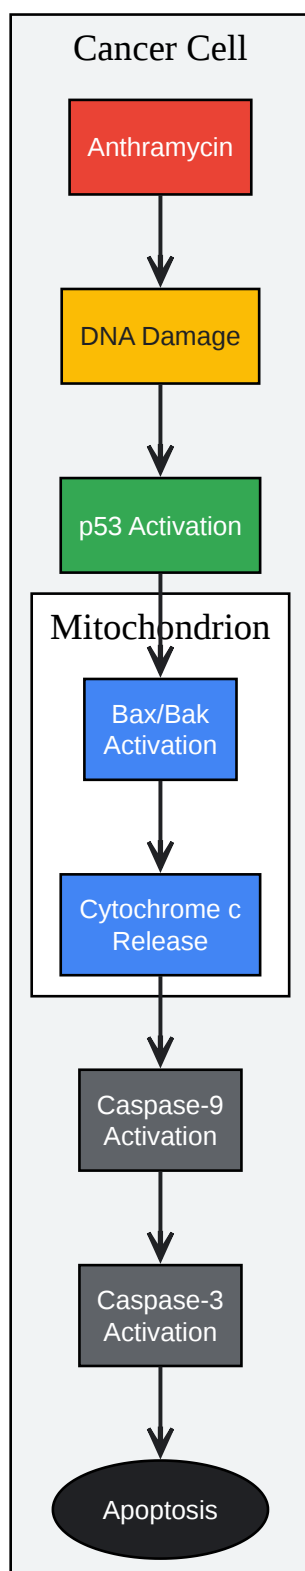 Cancer Cell
Anthramycin
DNA Damage
p53 Activation
Mitochondrion
Bax/Bak
Activation
Cytochrome c
Release
Caspase-9
Activation
Caspase-3
Activation
Apoptosis